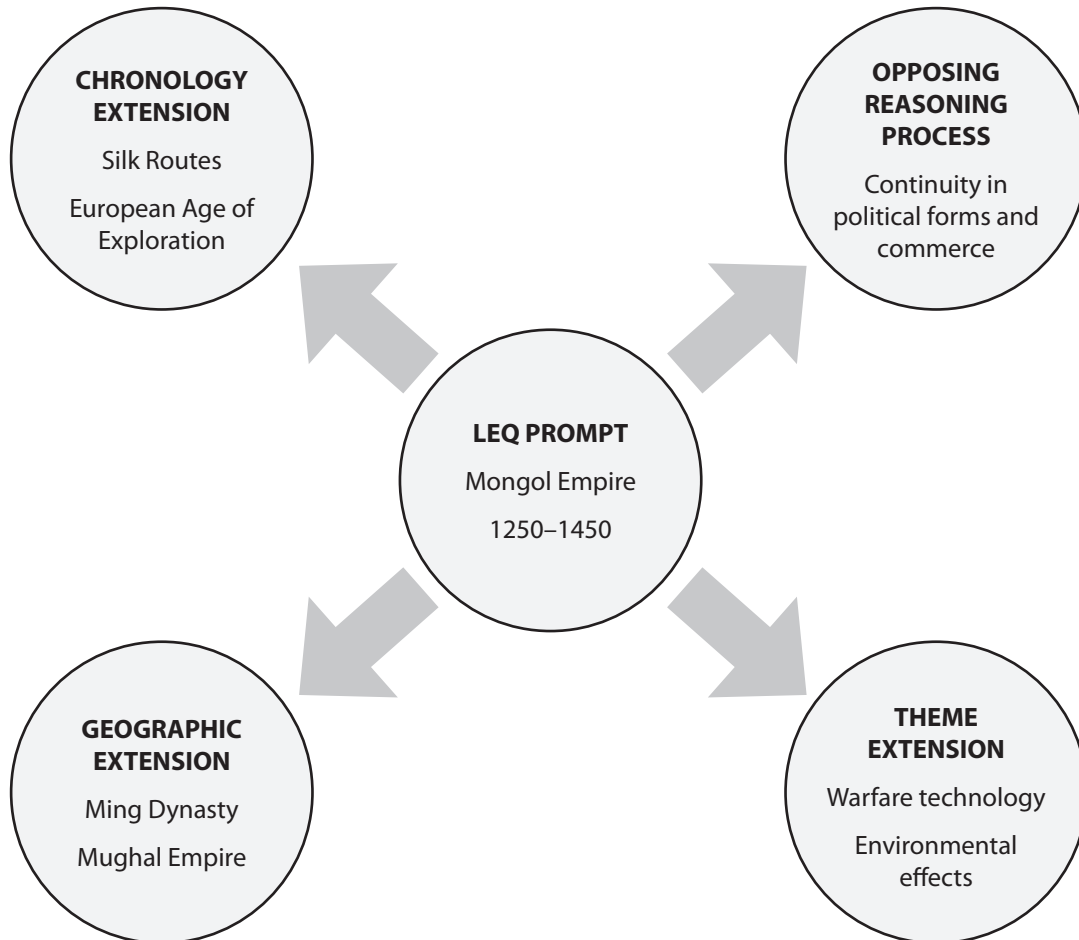 CHRONOLOGY
EXTENSION
Silk Routes
European Age of
Exploration
OPPOSING
REASONING
PROCESS
Continuity in
political forms and
commerce
LEQ PROMPT
Mongol Empire
1250–1450
GEOGRAPHIC
EXTENSION
Ming Dynasty
Mughal Empire
THEME
EXTENSION
Warfare technology
Environmental
effects